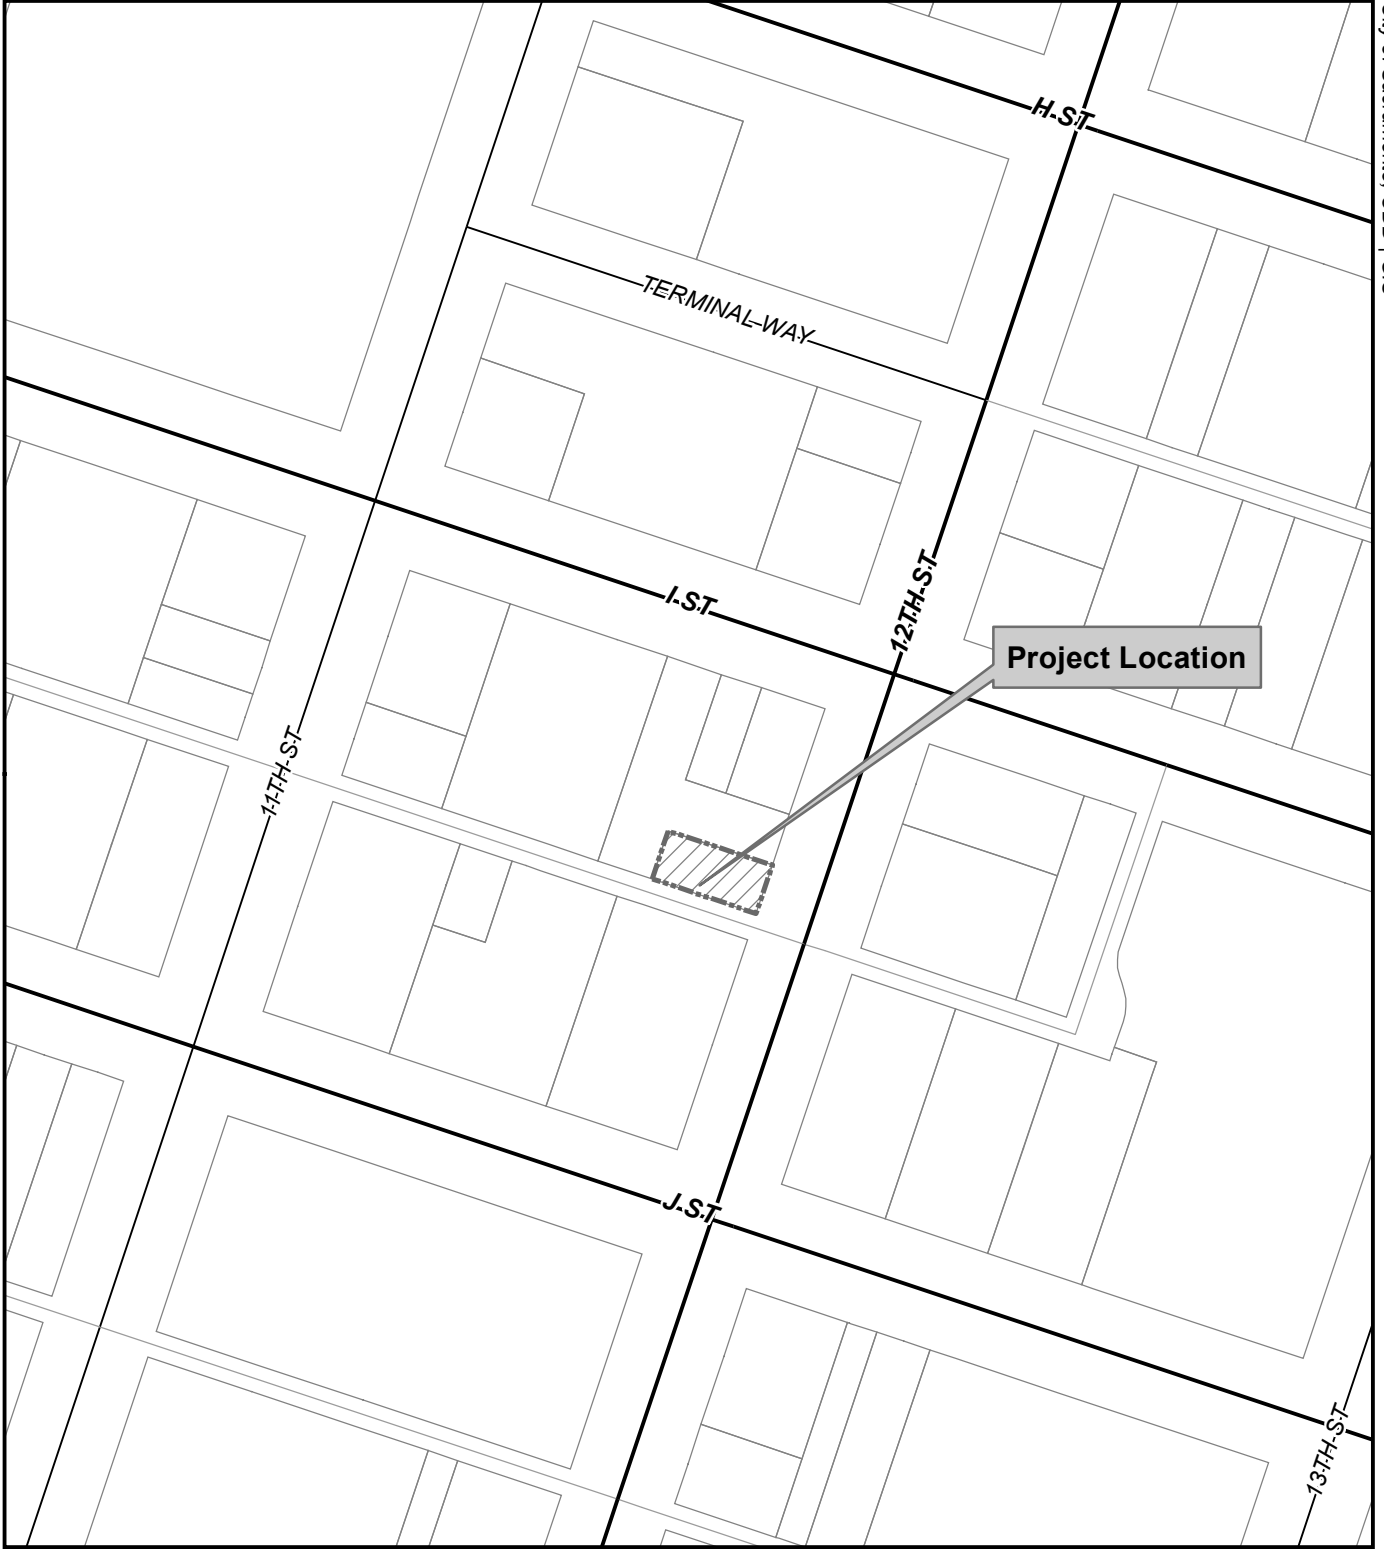 H ST
TERMINAL WAY
I ST
12TH ST
Project Location
11TH ST
J ST
13TH ST